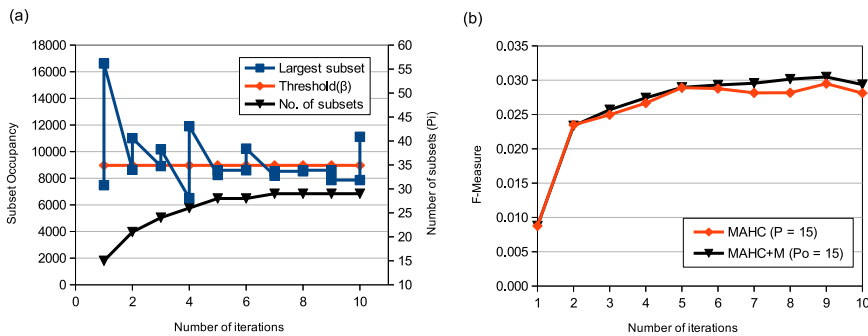 (a)
18000
16000
14000
12000
10000
8000
6000
4000
2000
0
Subset Occupancy
60
55
50
45
40
35
30
25
20
15
10
Number of subsets (Pi)
Largest subset
Threshold(β)
No. of subsets
0 2 4 6 8 10
Number of iterations
(b)
0.035
0.030
0.025
0.020
0.015
0.010
0.005
0.000
F-Measure
MAHC (P = 15)
MAHC+M (Po = 15)
1 2 3 4 5 6 7 8 9 10
Number of iterations